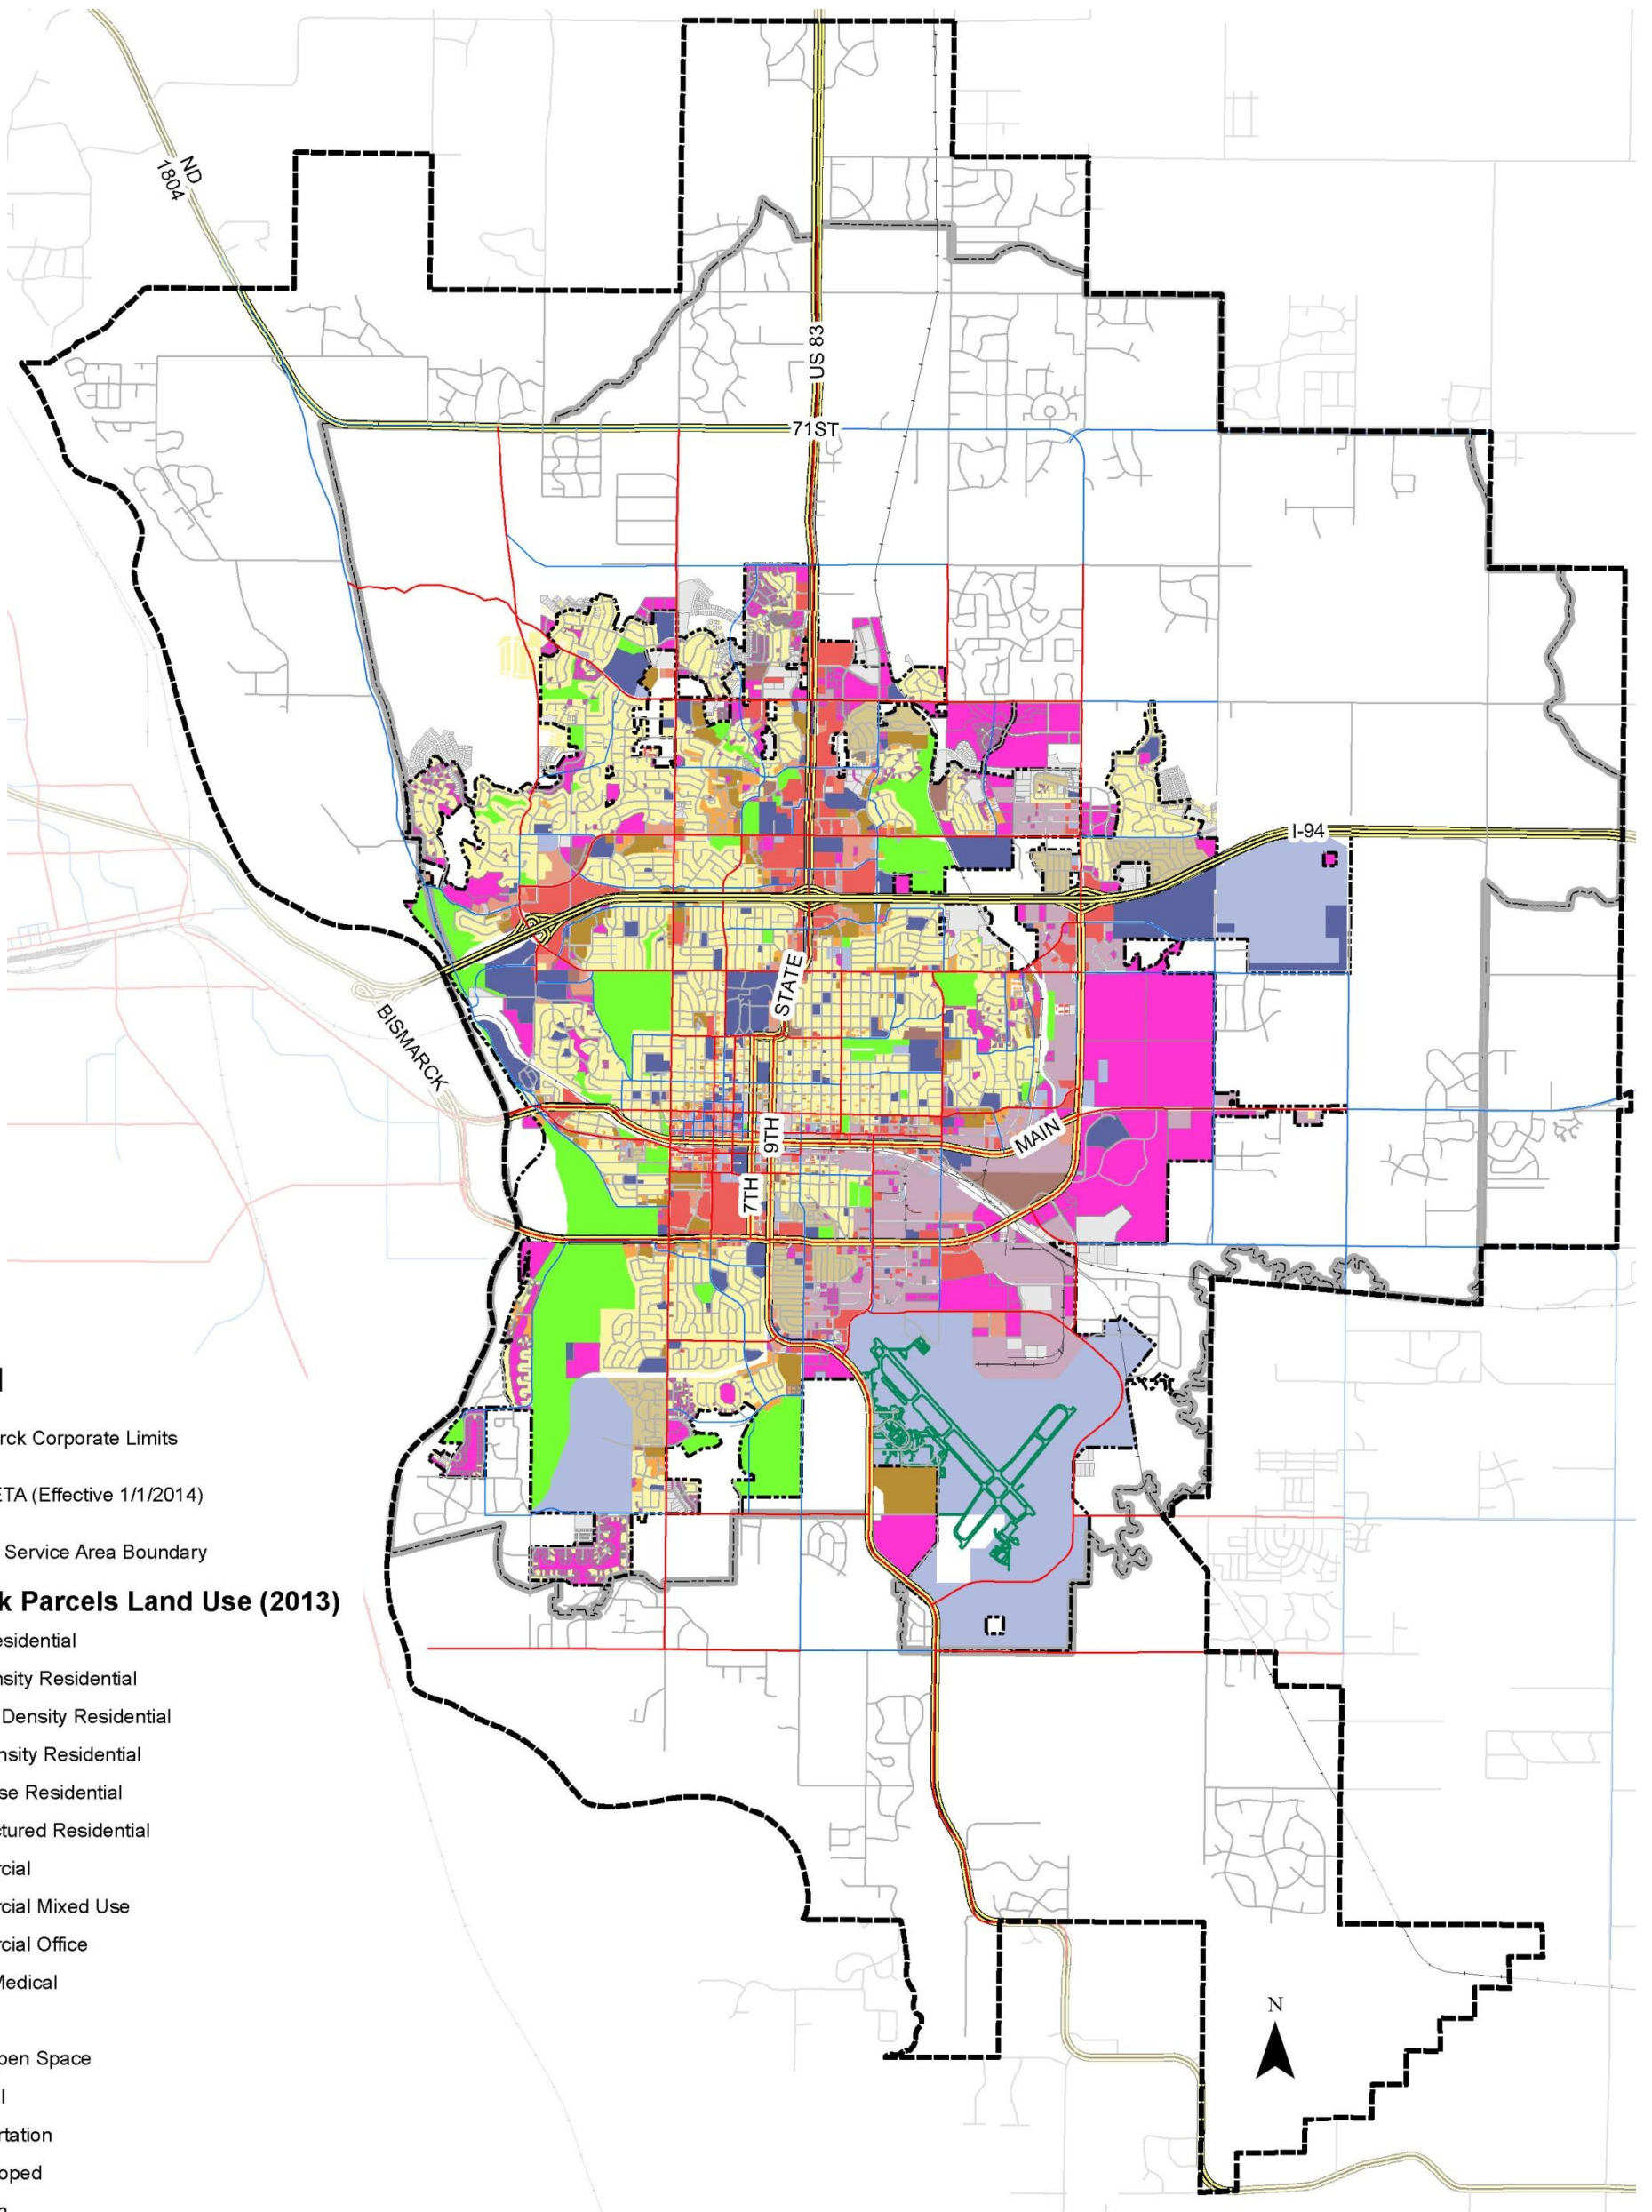 ND
1804
US 83
71ST
I-94
STATE
BISMARCK
9TH
MAIN
7TH
rck Corporate Limits
ETA (Effective 1/1/2014)
Service Area Boundary
k Parcels Land Use (2013)
esidential
nsity Residential
Density Residential
nsity Residential
se Residential
ctured Residential
rcial
rcial Mixed Use
rcial Office
Medical
pen Space
l
rtation
oped
N